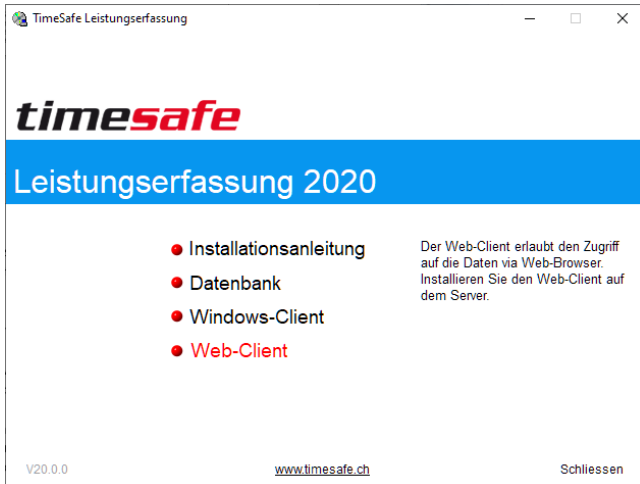 TimeSafe Leistungserfassung
timesafe
Leistungserfassung 2020
Installationsanleitung
Datenbank
Windows-Client
Web-Client
Der Web-Client erlaubt den Zugriff
auf die Daten via Web-Browser.
Installieren Sie den Web-Client auf
dem Server.
V20.0.0
www.timesafe.ch
Schliessen